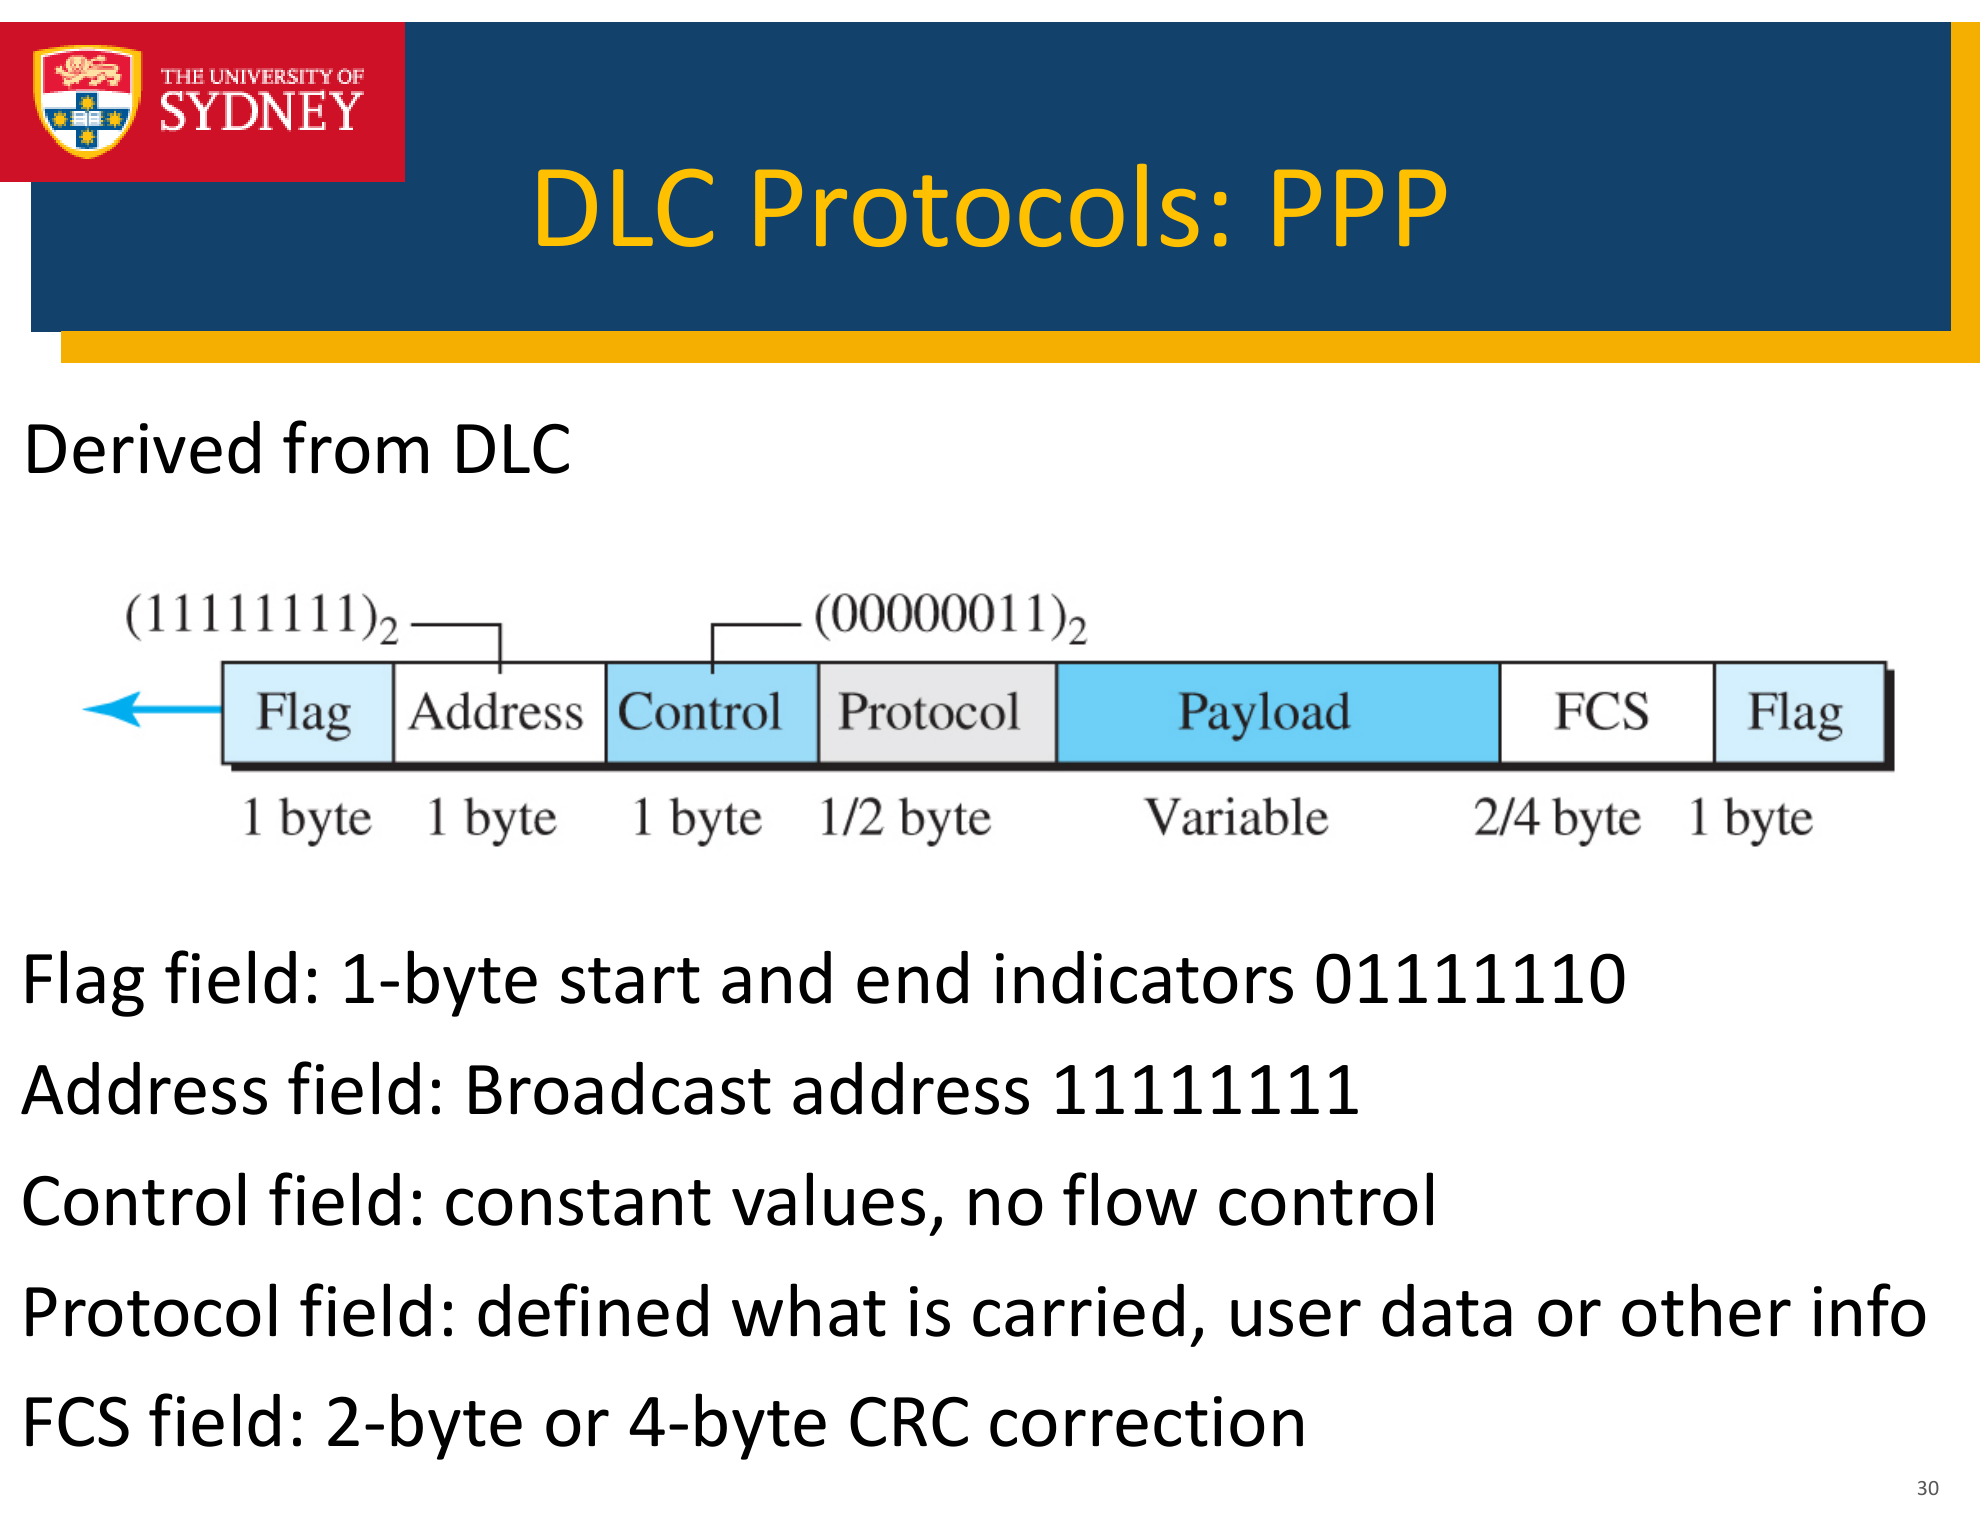 THE UNIVERSITY OF
SYDNEY
DLC Protocols: PPP
Derived from DLC
(11111111)2 (00000011)2
Flag Address Control Protocol Payload FCS Flag
1 byte 1 byte 1 byte 1/2 byte Variable 2/4 byte 1 byte
Flag field: 1-byte start and end indicators 01111110
Address field: Broadcast address 11111111
Control field: constant values, no flow control
Protocol field: defined what is carried, user data or other info
FCS field: 2-byte or 4-byte CRC correction
30